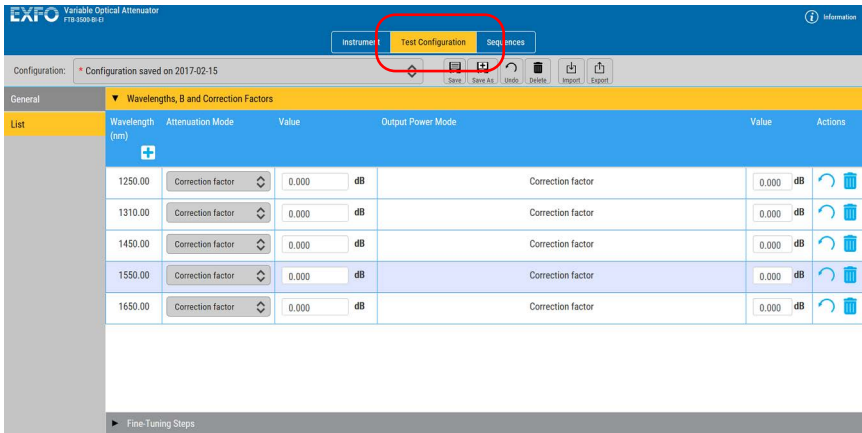 EXFO Variable Optical Attenuator
FTB-3500-BI-EI
Information
Instrument Test Configuration Sequences
Configuration: * Configuration saved on 2017-02-15
Save Save As Undo Delete Import Export
General
▼ Wavelengths, B and Correction Factors
List
Wavelength (nm) Attenuation Mode Value Output Power Mode Value Actions
1250.00 Correction factor 0.000 dB Correction factor 0.000 dB
1310.00 Correction factor 0.000 dB Correction factor 0.000 dB
1450.00 Correction factor 0.000 dB Correction factor 0.000 dB
1550.00 Correction factor 0.000 dB Correction factor 0.000 dB
1650.00 Correction factor 0.000 dB Correction factor 0.000 dB
► Fine-Tuning Steps